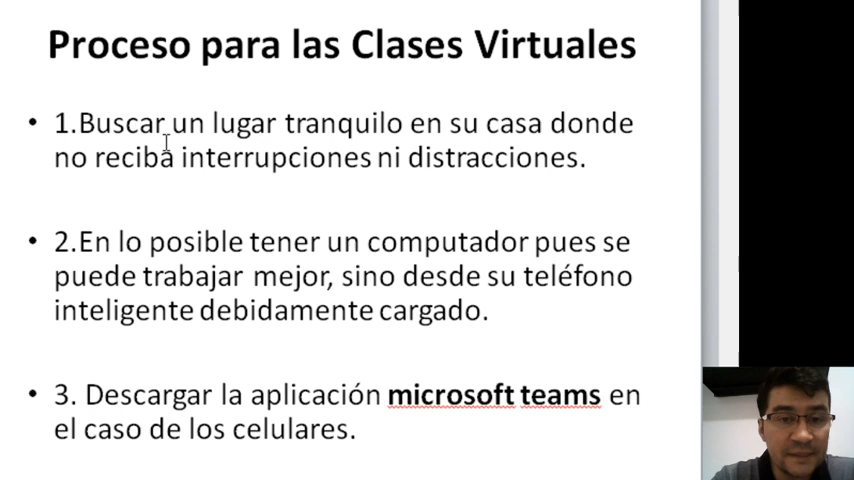 Proceso para las Clases Virtuales
• 1.Buscar un lugar tranquilo en su casa donde
no reciba interrupciones ni distracciones.
• 2.En lo posible tener un computador pues se
puede trabajar mejor, sino desde su teléfono
inteligente debidamente cargado.
• 3. Descargar la aplicación microsoft teams en
el caso de los celulares.